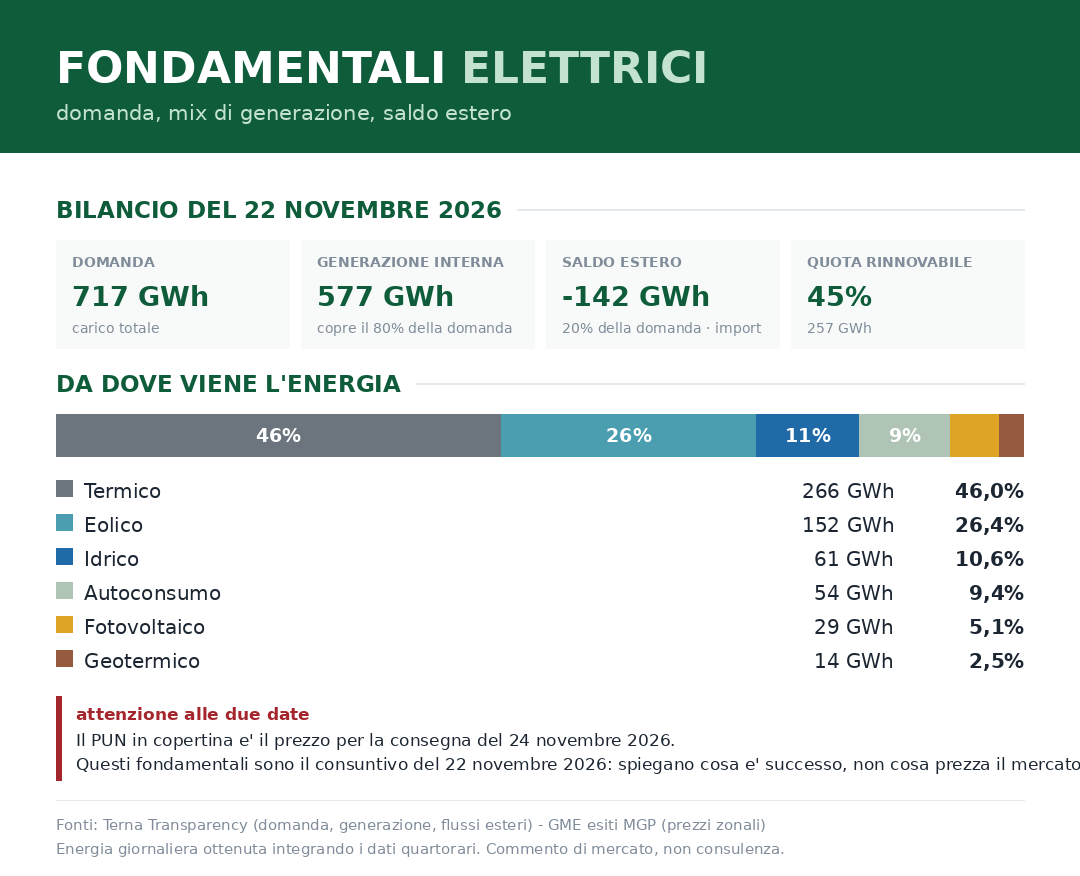 FONDAMENTALI ELETTRICI
domanda, mix di generazione, saldo estero
BILANCIO DEL 22 NOVEMBRE 2026
DOMANDA
717 GWh
carico totale
GENERAZIONE INTERNA
577 GWh
copre il 80% della domanda
SALDO ESTERO
-142 GWh
20% della domanda · import
QUOTA RINNOVABILE
45%
257 GWh
DA DOVE VIENE L'ENERGIA
46% 26% 11% 9%
Termico 266 GWh 46,0%
Eolico 152 GWh 26,4%
Idrico 61 GWh 10,6%
Autoconsumo 54 GWh 9,4%
Fotovoltaico 29 GWh 5,1%
Geotermico 14 GWh 2,5%
attenzione alle due date
Il PUN in copertina e' il prezzo per la consegna del 24 novembre 2026.
Questi fondamentali sono il consuntivo del 22 novembre 2026: spiegano cosa e' successo, non cosa prezza il mercato
Fonti: Terna Transparency (domanda, generazione, flussi esteri) - GME esiti MGP (prezzi zonali)
Energia giornaliera ottenuta integrando i dati quartorari. Commento di mercato, non consulenza.